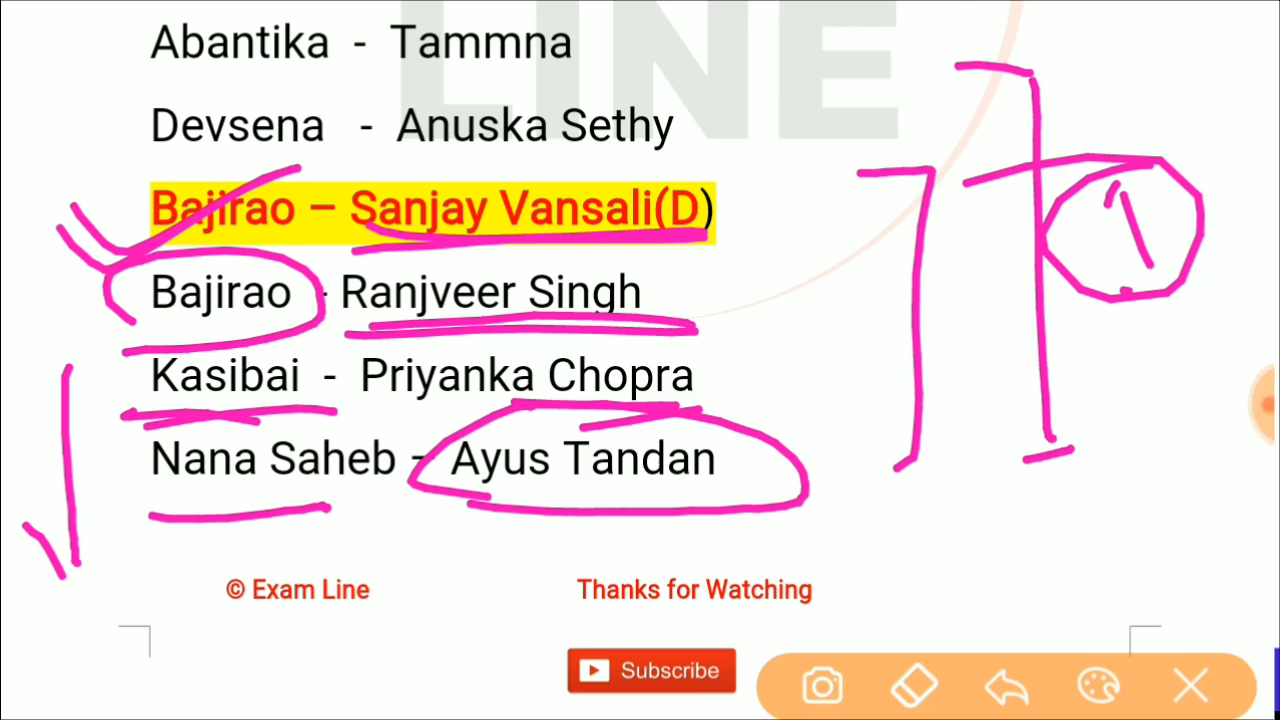 LINE
Abantika - Tammna
Devsena - Anuska Sethy
Bajirao – Sanjay Vansali(D)
Bajirao - Ranjveer Singh
Kasibai - Priyanka Chopra
Nana Saheb - Ayus Tandan
© Exam Line Thanks for Watching
Subscribe